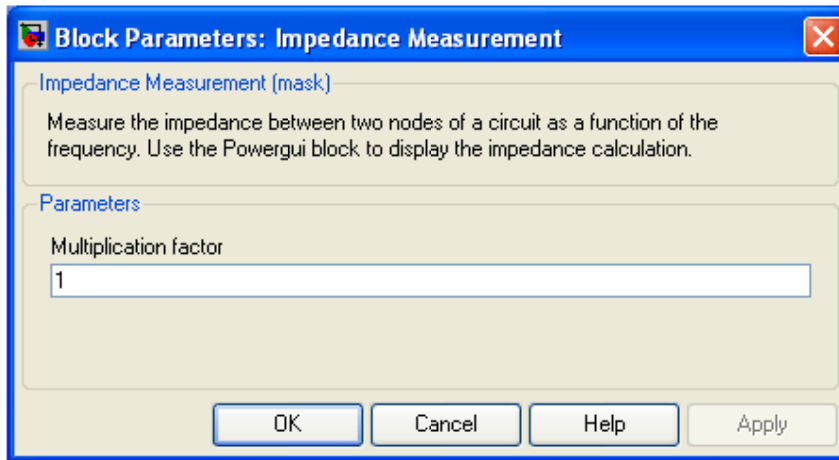 Block Parameters: Impedance Measurement
Impedance Measurement (mask)
Measure the impedance between two nodes of a circuit as a function of the
frequency. Use the Powergui block to display the impedance calculation.
Parameters
Multiplication factor
1
OK Cancel Help Apply